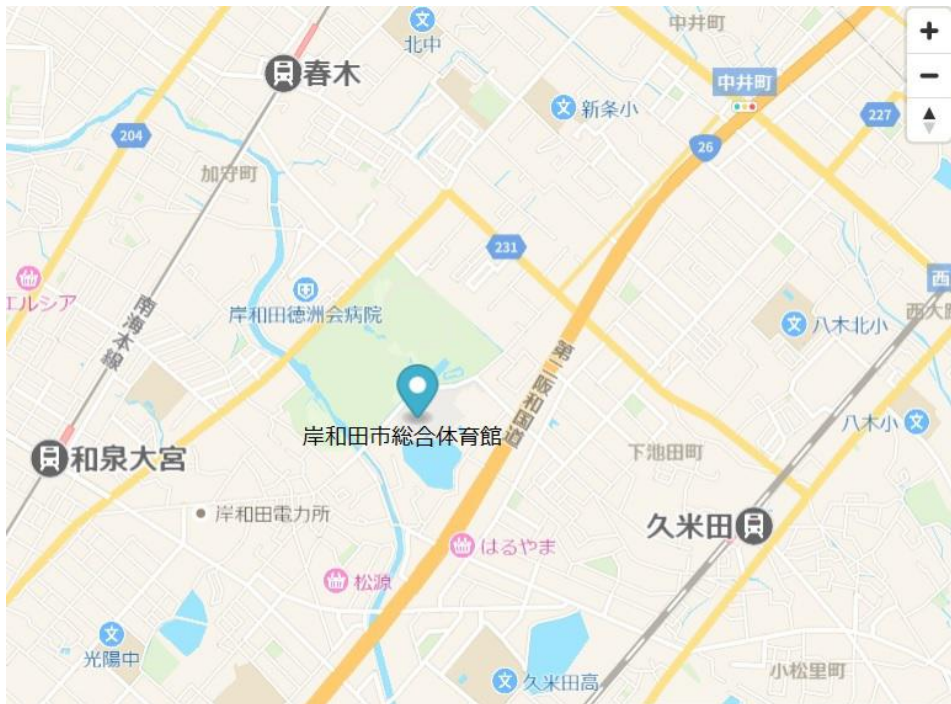 中井町
北中
春木
中井町
新条小
227
204
26
加守町
231
西
エルシア
岸和田徳洲会病院
西大路
八木北小
南海本線
第二阪和国道
八木小
岸和田市総合体育館
下池田町
和泉大宮
岸和田電力所
久米田
はるやま
松源
光陽中
小松里町
久米田高